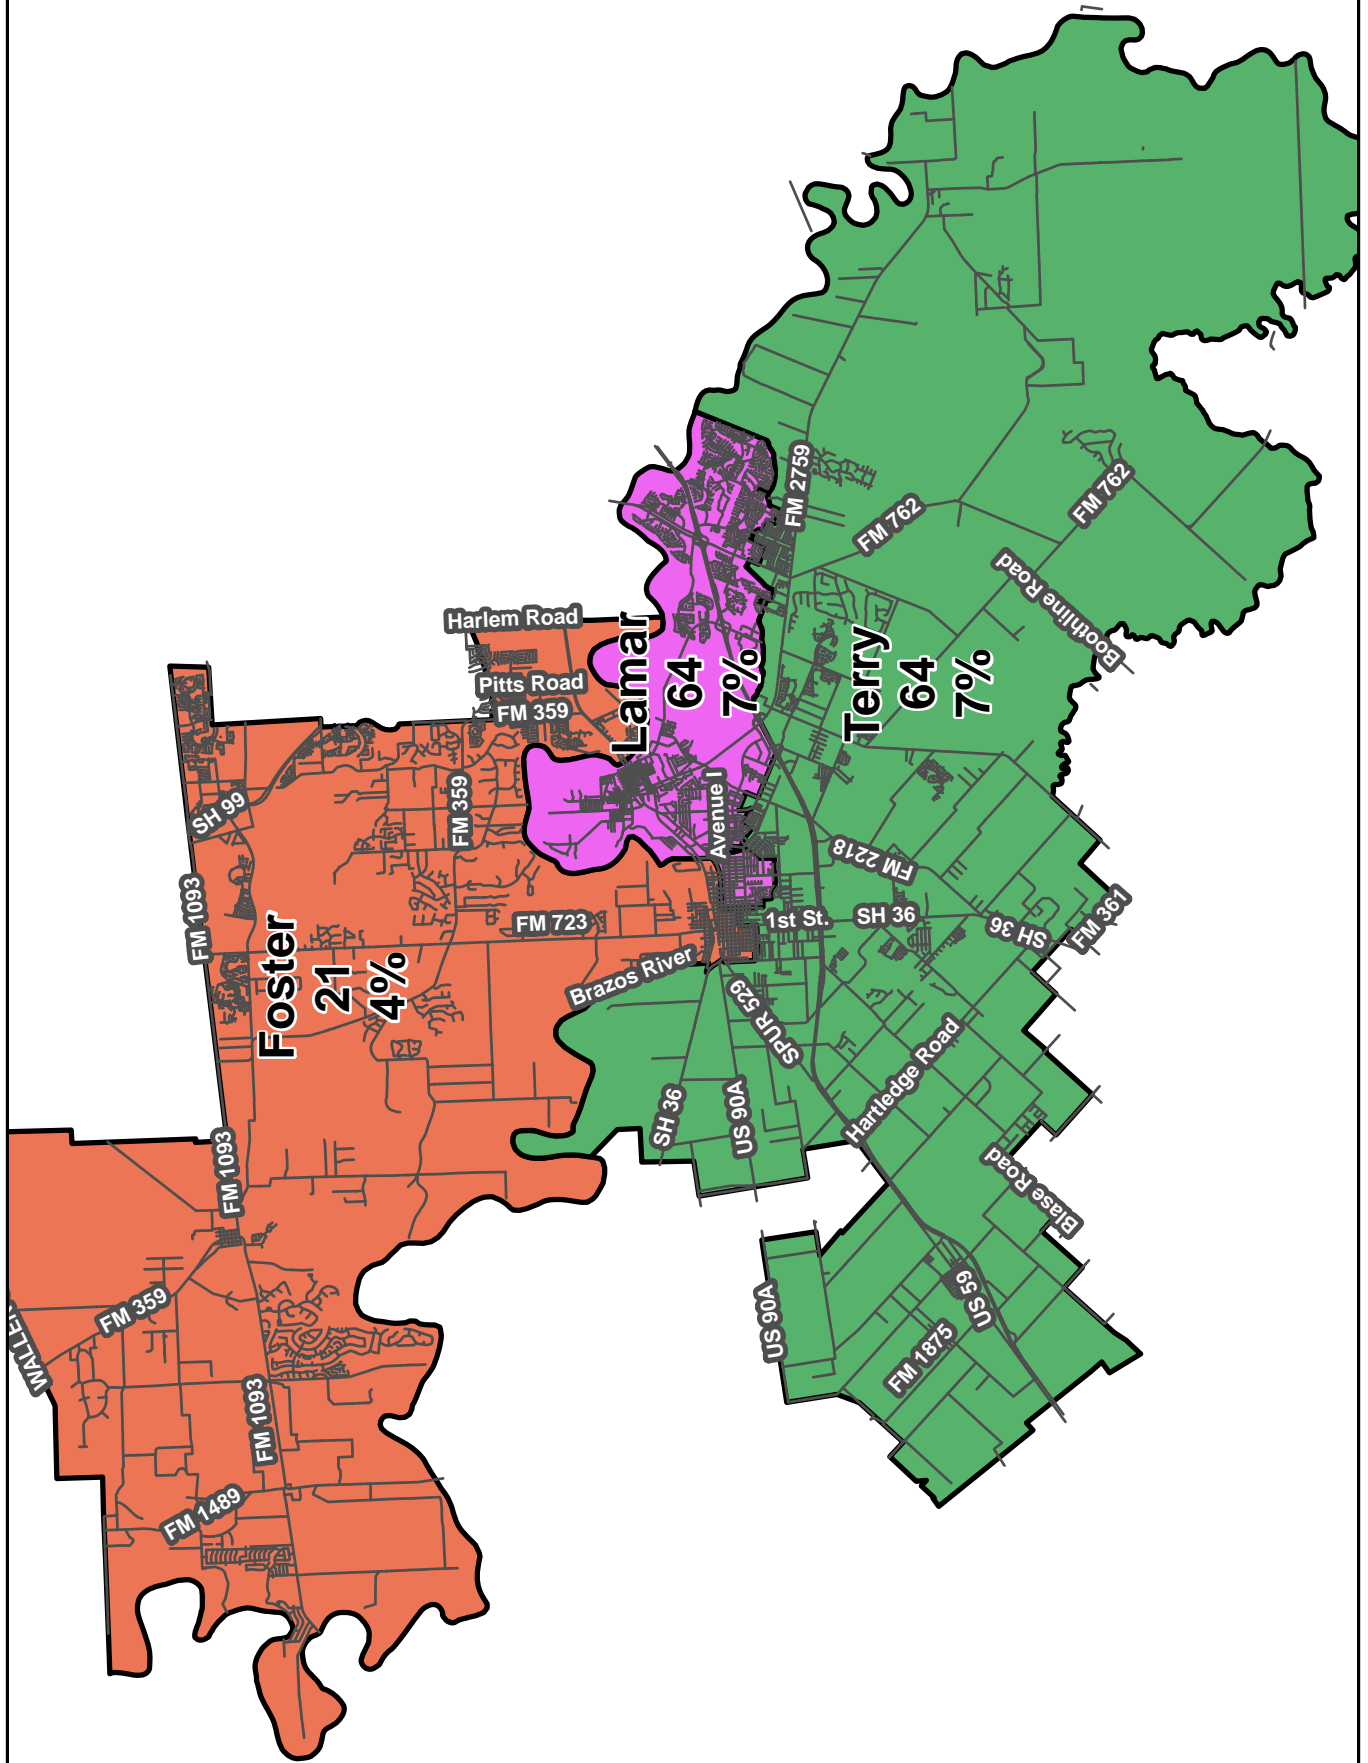 Harlem Road
Pitts Road
FM 359
SH 99
FM 359
FM 1093
Foster
21
4%
FM 723
Brazos River
Lamar
64
7%
Avenue I
FM 2759
FM 762
FM 762
Boothline Road
Terry
64
7%
FM 2218
1st St.
SH 36
SH 36
FM 361
SPUR 529
Hartledge Road
SH 36
US 90A
FM 1093
Blase Road
US 90A
US 59
FM 1875
FM 359
FM 1093
FM 1489